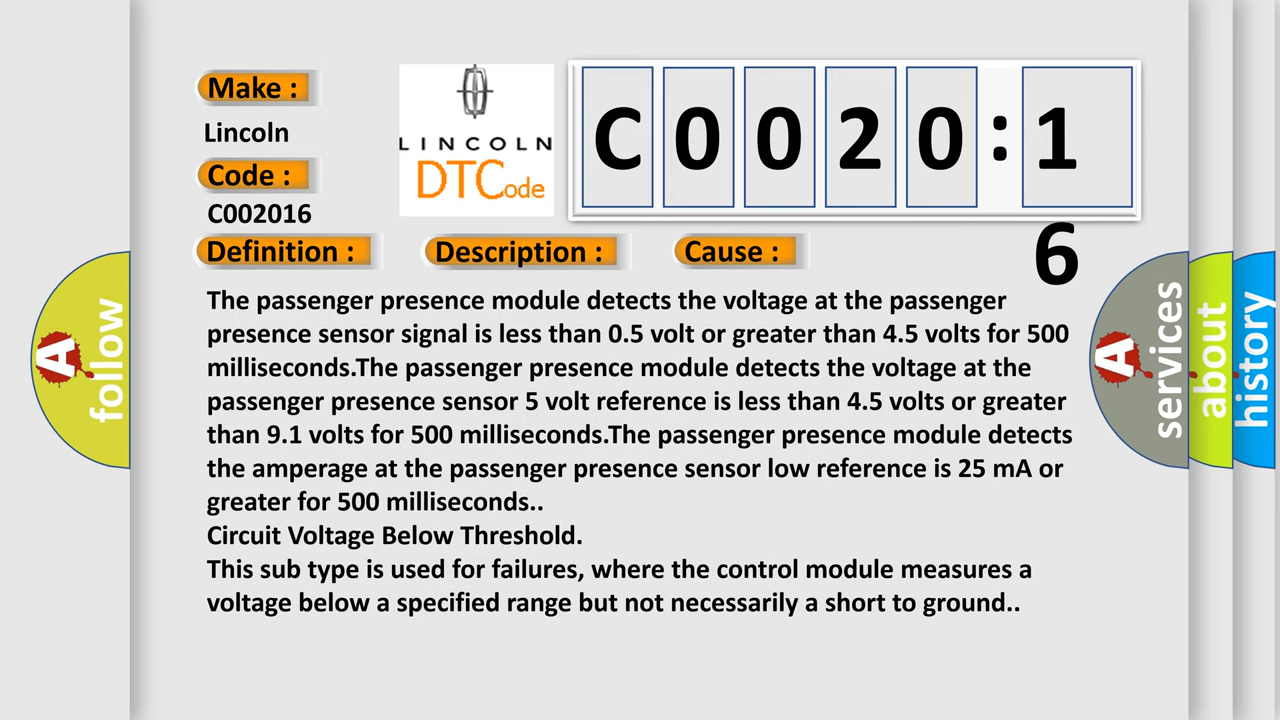 Make :
Lincoln
Code :
C002016
LINCOLN
DTCode
C0020:1
6
Definition :
Description :
Cause :
The passenger presence module detects the voltage at the passenger
presence sensor signal is less than 0.5 volt or greater than 4.5 volts for 500
milliseconds.The passenger presence module detects the voltage at the
passenger presence sensor 5 volt reference is less than 4.5 volts or greater
than 9.1 volts for 500 milliseconds.The passenger presence module detects
the amperage at the passenger presence sensor low reference is 25 mA or
greater for 500 milliseconds..
Circuit Voltage Below Threshold.
This sub type is used for failures, where the control module measures a
voltage below a specified range but not necessarily a short to ground..
A follow
A services
about
history